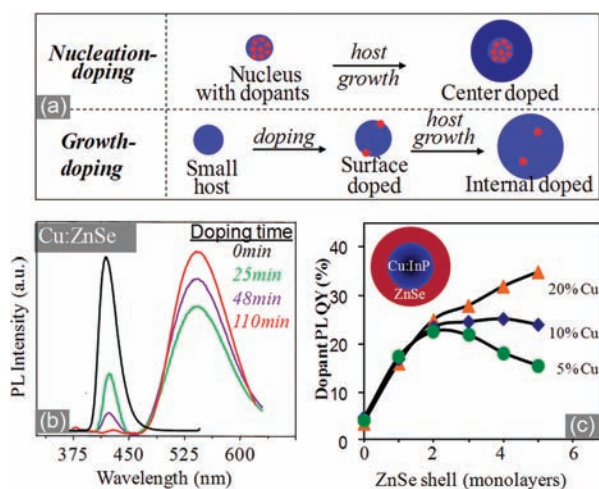 Nucleation-
doping
Nucleus
with dopants
host
growth
Center doped
(a)
Growth-
doping
Small
host
doping
Surface
doped
host
growth
Internal doped
Cu:ZnSe
Doping time
0min
25min
48min
110min
PL Intensity (a.u.)
(b)
375 450 525 600
Wavelength (nm)
Dopant PL QY (%)
40
30
20
10
0
Cu:InP
ZnSe
20% Cu
10% Cu
5% Cu
(c)
0 2 4 6
ZnSe shell (monolayers)